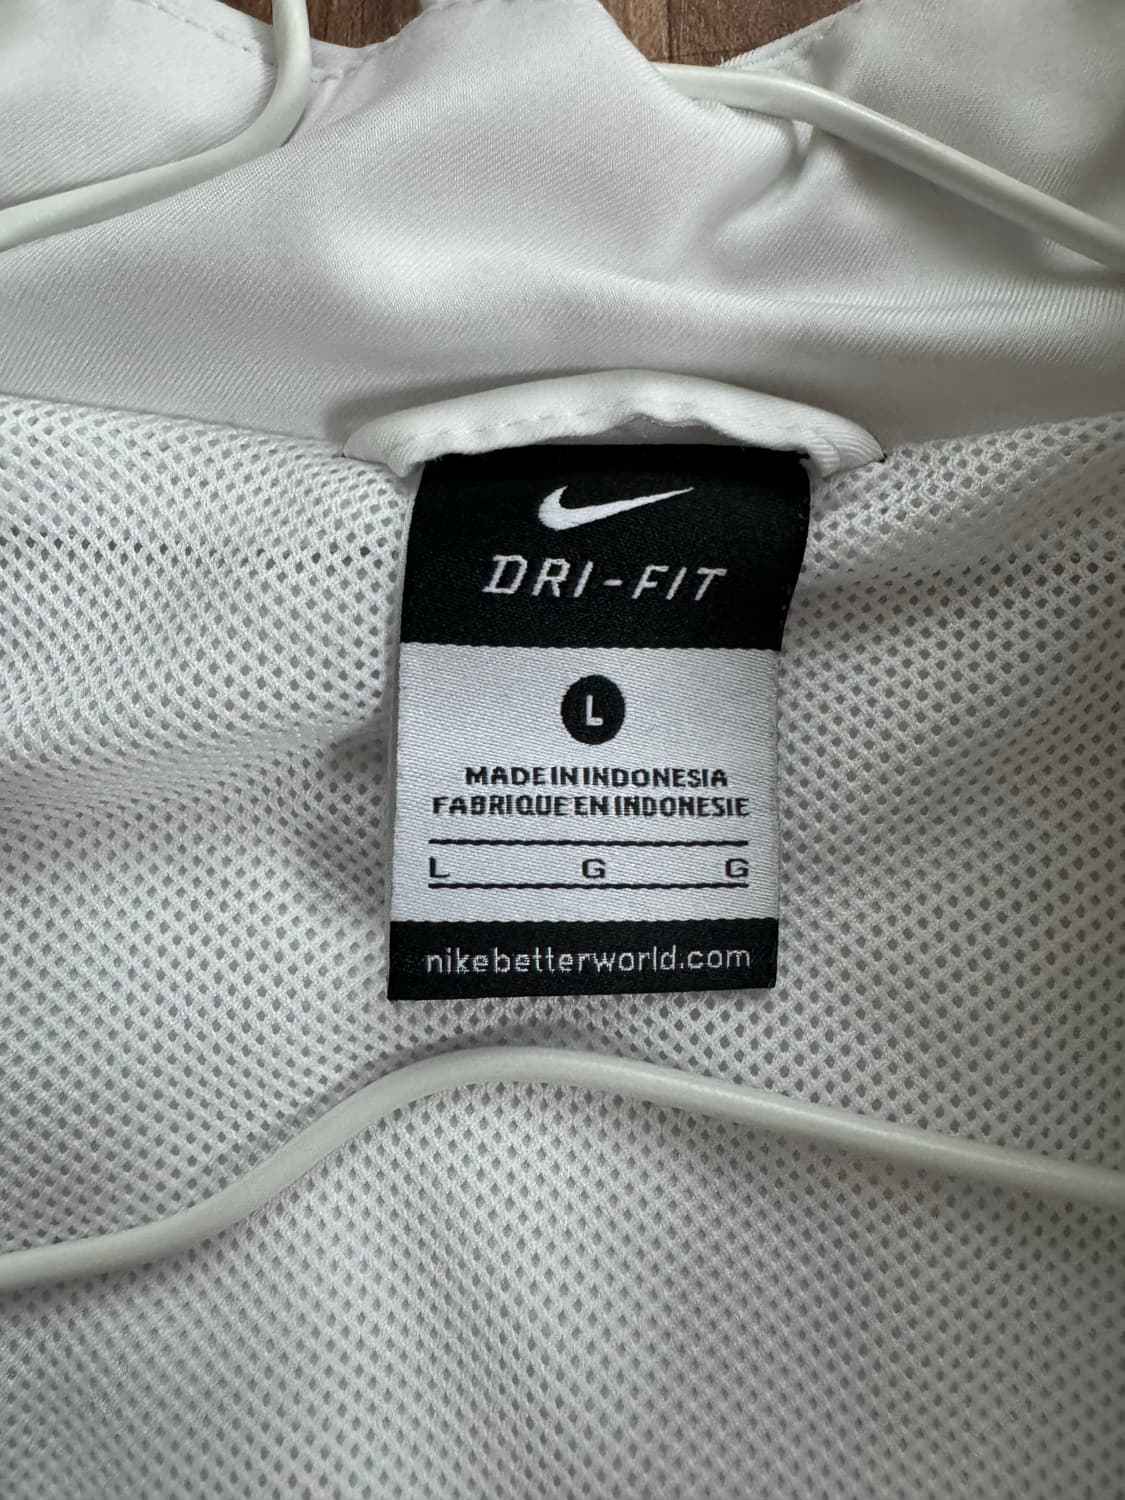 DRI-FIT
L
MADE IN INDONESIA
FABRIQUE EN INDONESIE
L G G
nikebetterworld.com